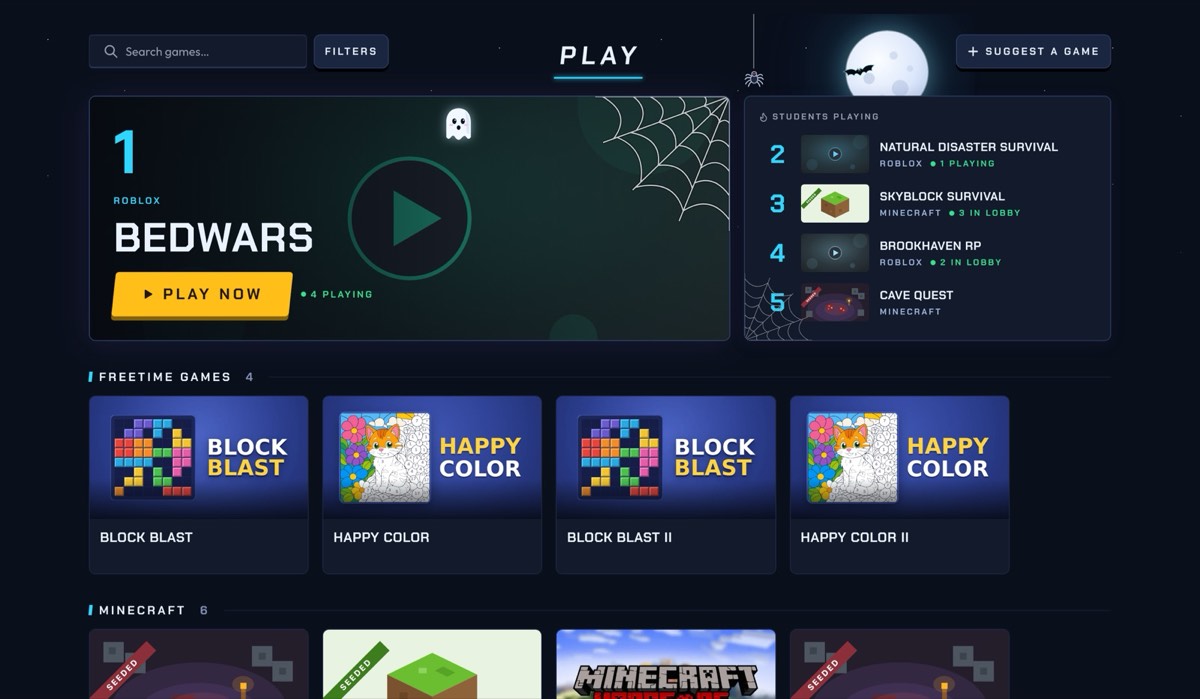 Search games...
FILTERS
PLAY
+ SUGGEST A GAME
1
ROBLOX
BEDWARS
PLAY NOW
4 PLAYING
STUDENTS PLAYING
2
NATURAL DISASTER SURVIVAL
ROBLOX 1 PLAYING
3
SKYBLOCK SURVIVAL
MINECRAFT 3 IN LOBBY
4
BROOKHAVEN RP
ROBLOX 2 IN LOBBY
5
CAVE QUEST
MINECRAFT
FREETIME GAMES 4
BLOCK
BLAST
BLOCK BLAST
HAPPY
COLOR
HAPPY COLOR
BLOCK
BLAST
BLOCK BLAST II
HAPPY
COLOR
HAPPY COLOR II
MINECRAFT 6
SEEDED
SEEDED
MINECRAFT
SEEDED